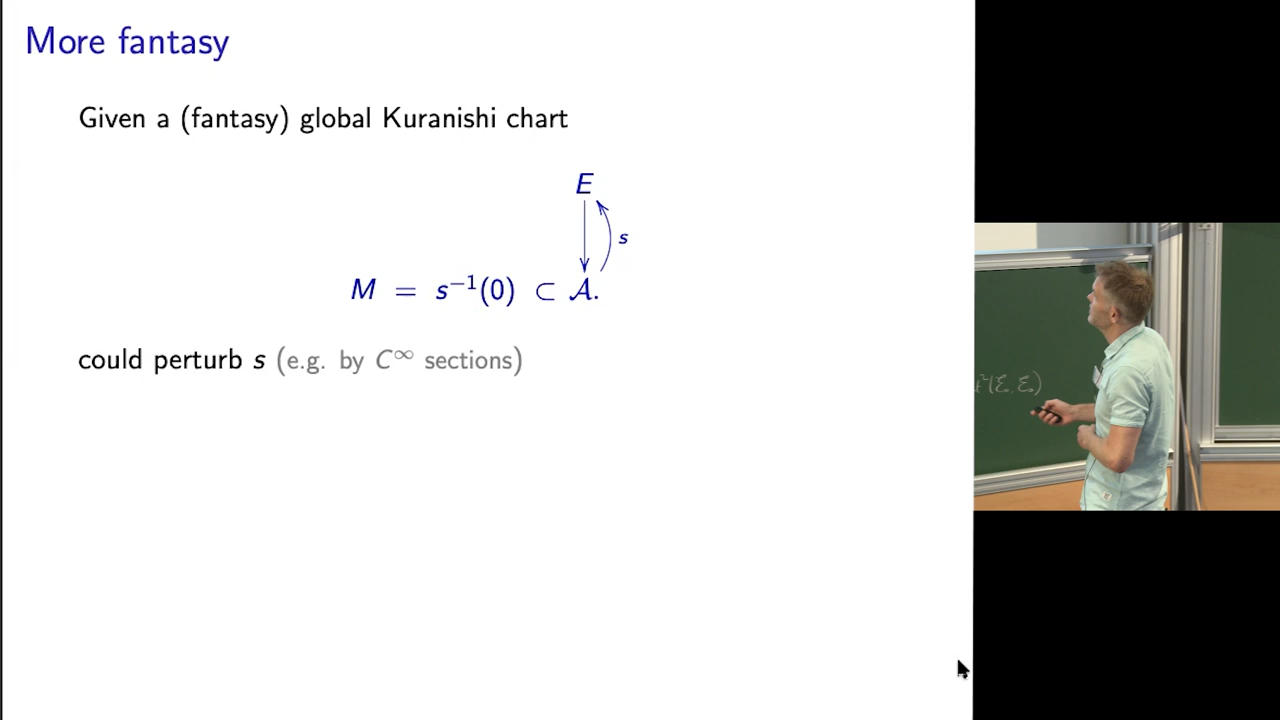 More fantasy
Given a (fantasy) global Kuranishi chart
E
s
M = s⁻¹(0) ⊂ 𝒜.
could perturb s (e.g. by C^∞ sections)